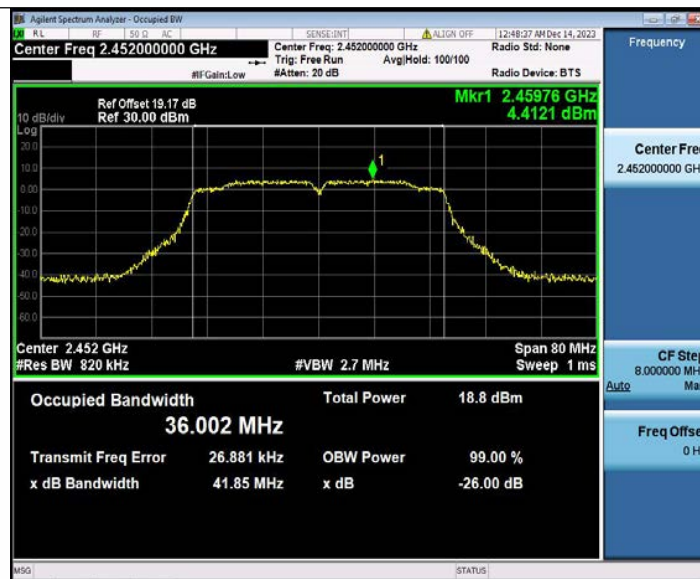 Agilent Spectrum Analyzer - Occupied BW
RL RF 50 Ω AC SENSE:INT ALIGN OFF 12:48:37 AM Dec 14, 2023
Center Freq 2.452000000 GHz
Center Freq: 2.452000000 GHz
Radio Std: None
Trig: Free Run
Avg|Hold: 100/100
#IFGain:Low
#Atten: 20 dB
Radio Device: BTS
Frequency
Ref Offset 19.17 dB
Mkr1 2.45976 GHz
10 dB/div
Ref 30.00 dBm
4.4121 dBm
Log
20.0
10.0
0.00
-10.0
-20.0
-30.0
-40.0
-50.0
-60.0
1
Center 2.452 GHz
Span 80 MHz
#Res BW 820 kHz
#VBW 2.7 MHz
Sweep 1 ms
Occupied Bandwidth
Total Power 18.8 dBm
36.002 MHz
Transmit Freq Error 26.881 kHz
OBW Power 99.00 %
x dB Bandwidth 41.85 MHz
x dB -26.00 dB
Center Fre
2.452000000 GH
CF Step
8.000000 MH
Auto Ma
Freq Offse
0 H
MSG
STATUS